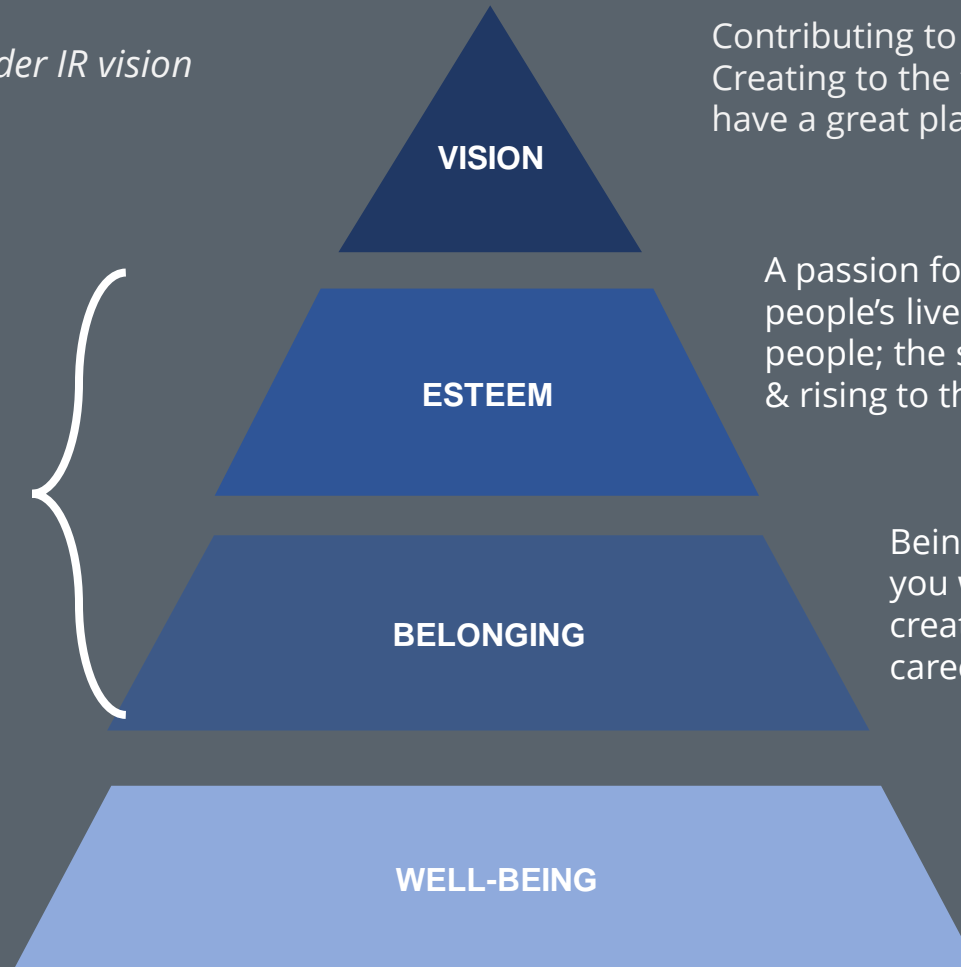 der IR vision
Contributing to
Creating to the
have a great pla
VISION
A passion fo
people's live
people; the s
& rising to th
ESTEEM
Bein
you
creat
caree
BELONGING
WELL-BEING